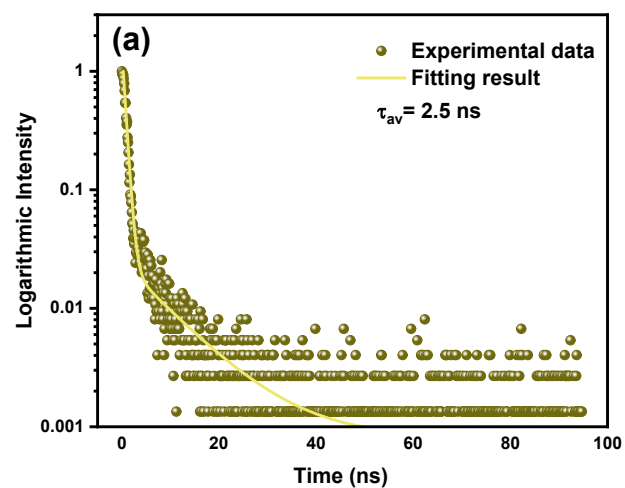 (a)
Experimental data
Fitting result
τav= 2.5 ns
1
0.1
0.01
0.001
Logarithmic Intensity
0 20 40 60 80 100
Time (ns)